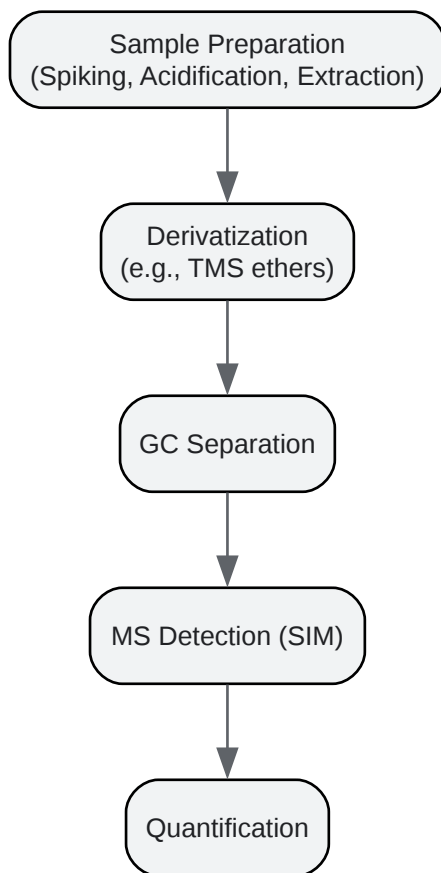 Sample Preparation
(Spiking, Acidification, Extraction)
Derivatization
(e.g., TMS ethers)
GC Separation
MS Detection (SIM)
Quantification